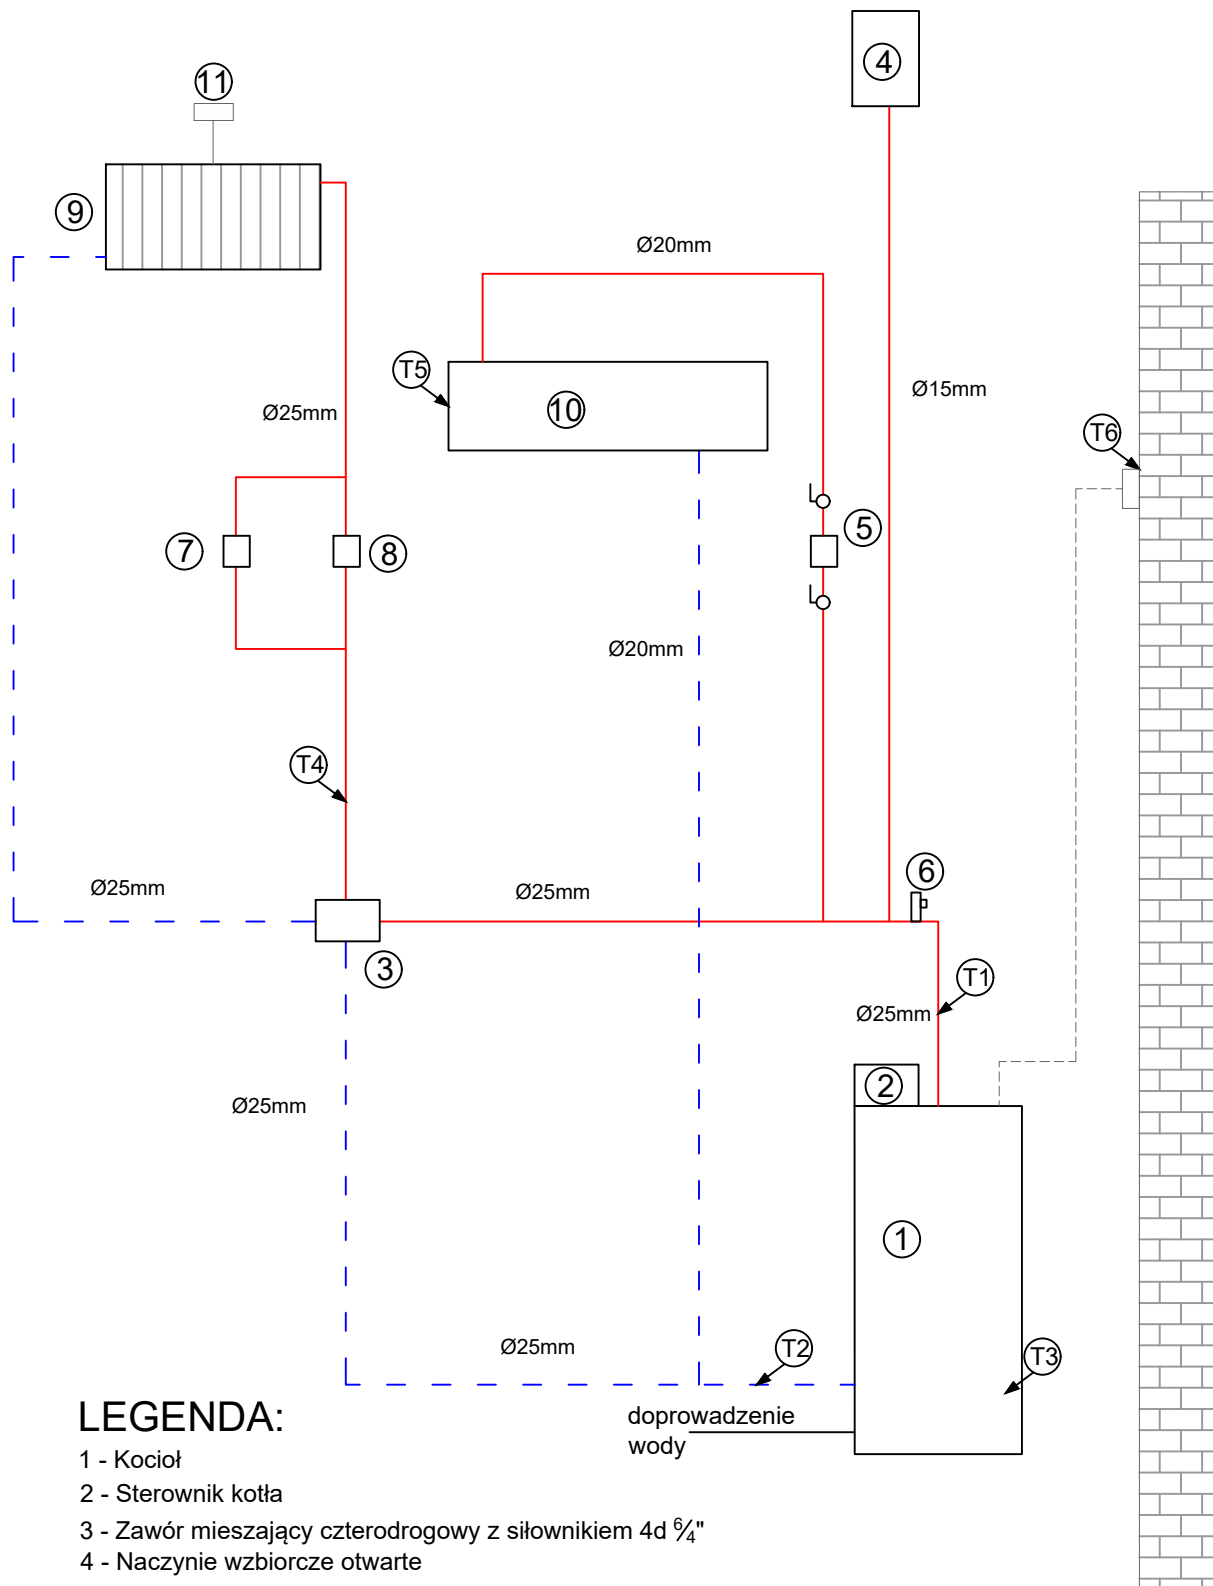 4
11
9
Ø20mm
T5
10
Ø15mm
Ø25mm
T6
7
8
5
Ø20mm
T4
Ø25mm
Ø25mm
6
3
T1
Ø25mm
2
Ø25mm
1
Ø25mm
T2
T3
LEGENDA:
doprowadzenie
wody
1 - Kocioł
2 - Sterownik kotła
3 - Zawór mieszający czterodrogowy z siłownikiem 4d 6/4"
4 - Naczynie wzbiorcze otwarte